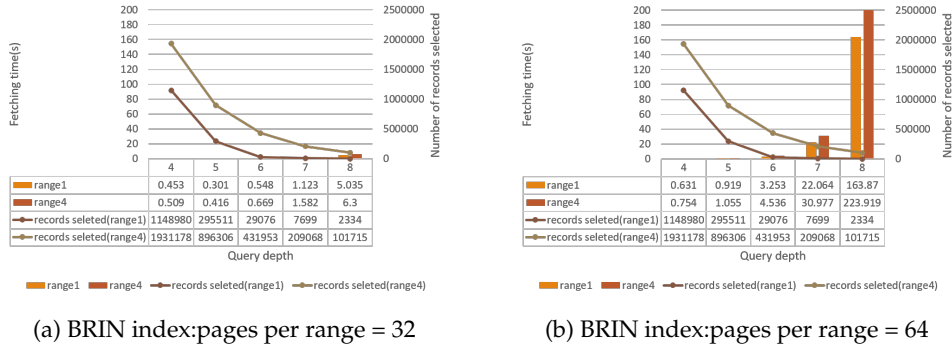 200 2500000
180
160 2000000
140
120 1500000
100
80 1000000
60
40 500000
20
0 0
Fetching time(s)
Number of records selected
4 5 6 7 8
range1 0.453 0.301 0.548 1.123 5.035
range4 0.509 0.416 0.669 1.582 6.3
records seleted(range1) 1148980 295511 29076 7699 2334
records seleted(range4) 1931178 896306 431953 209068 101715
Query depth
range1 range4 records seleted(range1) records seleted(range4)
(a) BRIN index:pages per range = 32
200 2500000
180
160 2000000
140
120 1500000
100
80 1000000
60
40 500000
20
0 0
Fetching time(s)
Number of records selected
4 5 6 7 8
range1 0.631 0.919 3.253 22.064 163.87
range4 0.754 1.055 4.536 30.977 223.919
records seleted(range1) 1148980 295511 29076 7699 2334
records seleted(range4) 1931178 896306 431953 209068 101715
Query depth
range1 range4 records seleted(range1) records seleted(range4)
(b) BRIN index:pages per range = 64